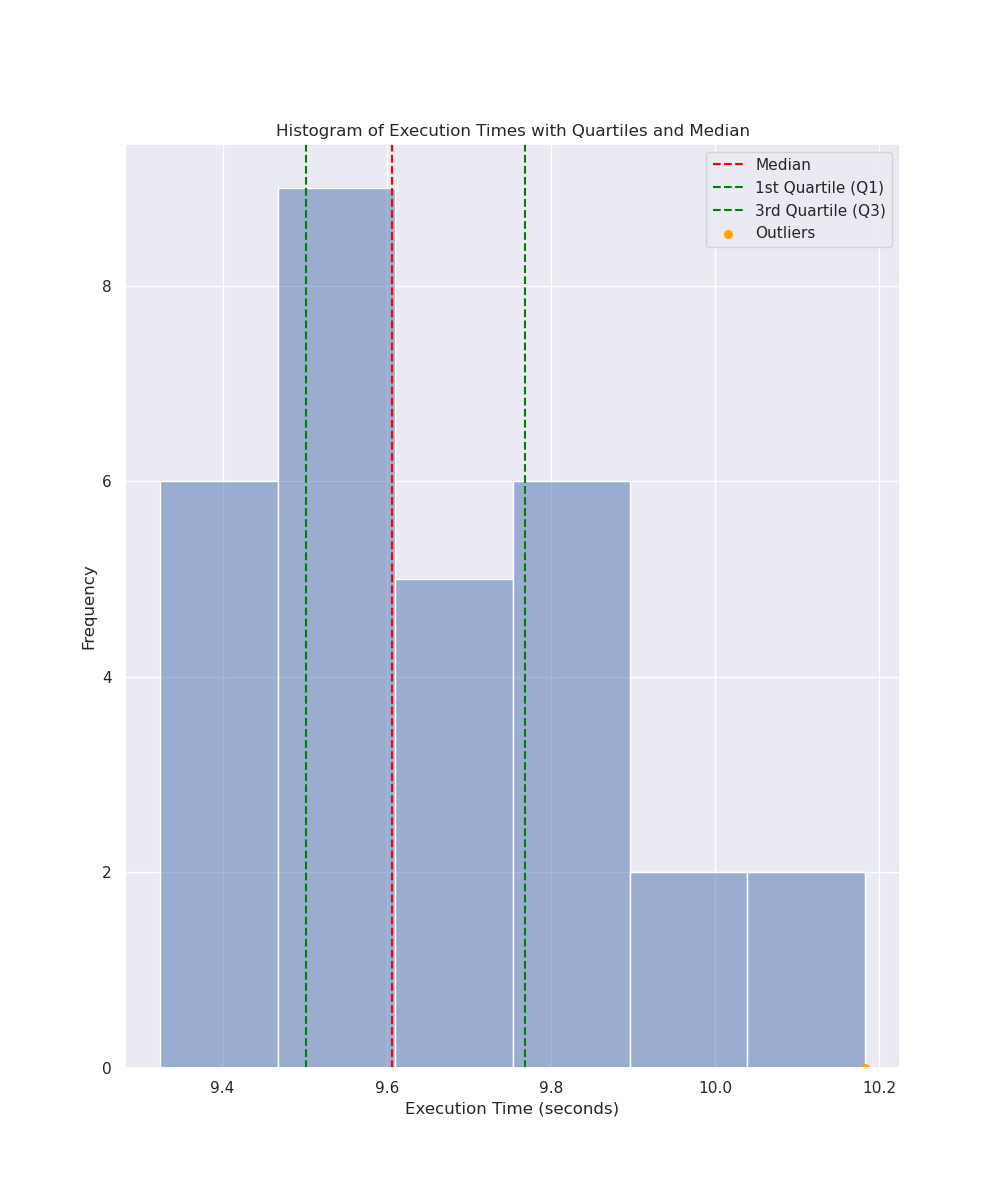 Histogram of Execution Times with Quartiles and Median
Median
1st Quartile (Q1)
3rd Quartile (Q3)
Outliers
Frequency
8
6
4
2
0
9.4 9.6 9.8 10.0 10.2
Execution Time (seconds)